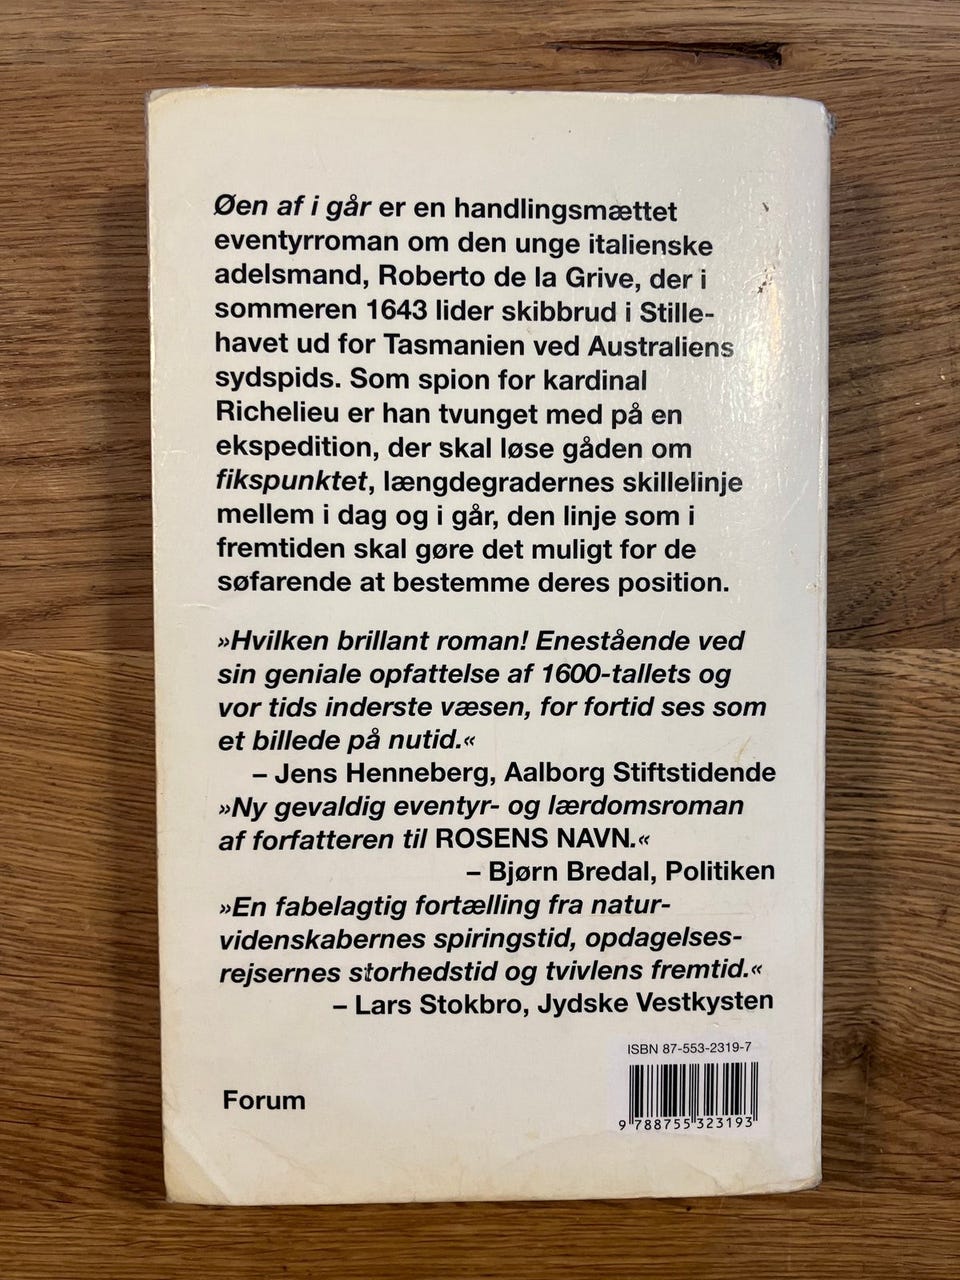 Øen af i går er en handlingsmættet
eventyrroman om den unge italienske
adelsmand, Roberto de la Grive, der i
sommeren 1643 lider skibbrud i Stille-
havet ud for Tasmanien ved Australiens
sydspids. Som spion for kardinal
Richelieu er han tvunget med på en
ekspedition, der skal løse gåden om
fikspunktet, længdegradernes skillelinje
mellem i dag og i går, den linje som i
fremtiden skal gøre det muligt for de
søfarende at bestemme deres position.
»Hvilken brillant roman! Enestående ved
sin geniale opfattelse af 1600-tallets og
vor tids inderste væsen, for fortid ses som
et billede på nutid.«
– Jens Henneberg, Aalborg Stiftstidende
»Ny gevaldig eventyr- og lærdomsroman
af forfatteren til ROSENS NAVN.«
– Bjørn Bredal, Politiken
»En fabelagtig fortælling fra natur-
videnskabernes spiringstid, opdagelses-
rejsernes storhedstid og tvivlens fremtid.«
– Lars Stokbro, Jydske Vestkysten
ISBN 87-553-2319-7
Forum
9 788755 323193